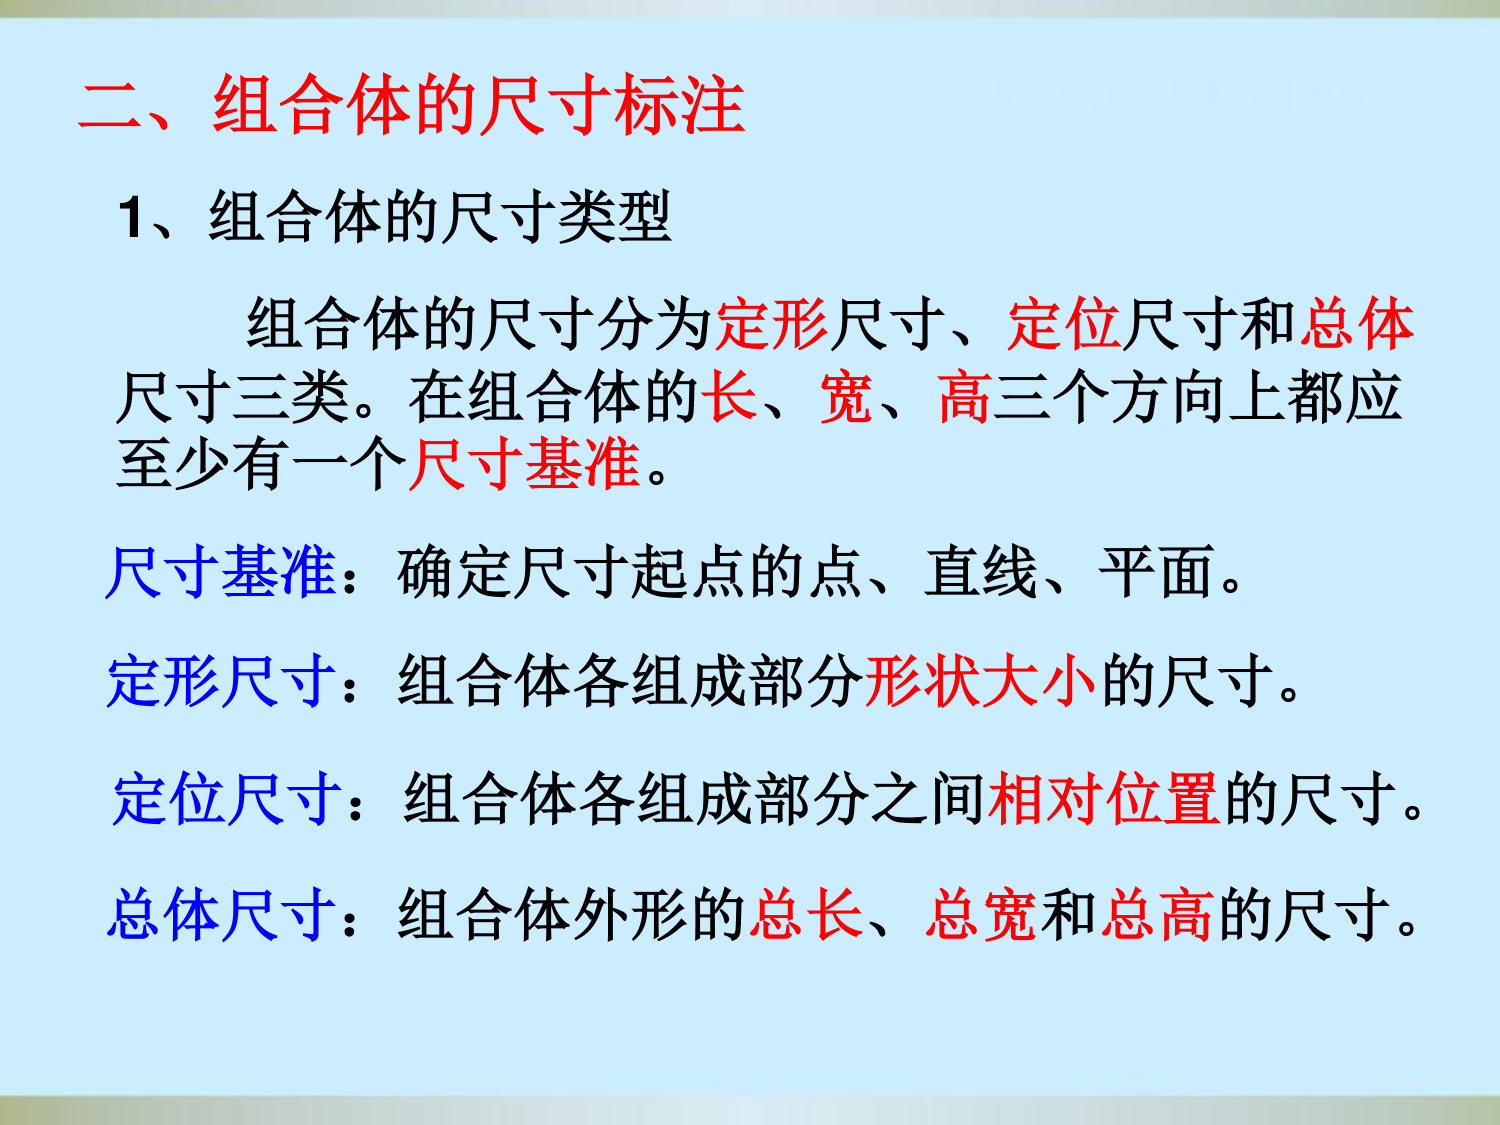 二、组合体的尺寸标注
1、组合体的尺寸类型
组合体的尺寸分为定形尺寸、定位尺寸和总体
尺寸三类。在组合体的长、宽、高三个方向上都应
至少有一个尺寸基准。
尺寸基准：确定尺寸起点的点、直线、平面。
定形尺寸：组合体各组成部分形状大小的尺寸。
定位尺寸：组合体各组成部分之间相对位置的尺寸。
总体尺寸：组合体外形的总长、总宽和总高的尺寸。